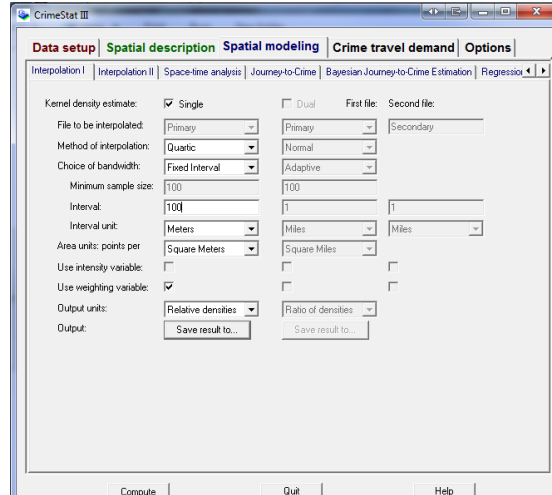 CrimeStat III
Data setup Spatial description Spatial modeling Crime travel demand Options
Interpolation I Interpolation II Space-time analysis Journey-to-Crime Bayesian Journey-to-Crime Estimation Regression
Kernel density estimate: Single Dual First file: Second file:
File to be interpolated: Primary Primary Secondary
Method of interpolation: Quartic Normal
Choice of bandwidth: Fixed Interval Adaptive
Minimum sample size: 100 100
Interval: 100 1 1
Interval unit: Meters Miles Miles
Area units: points per Square Meters Square Miles
Use intensity variable:
Use weighting variable:
Output units: Relative densities Ratio of densities
Output: Save result to... Save result to...
Compute Quit Help